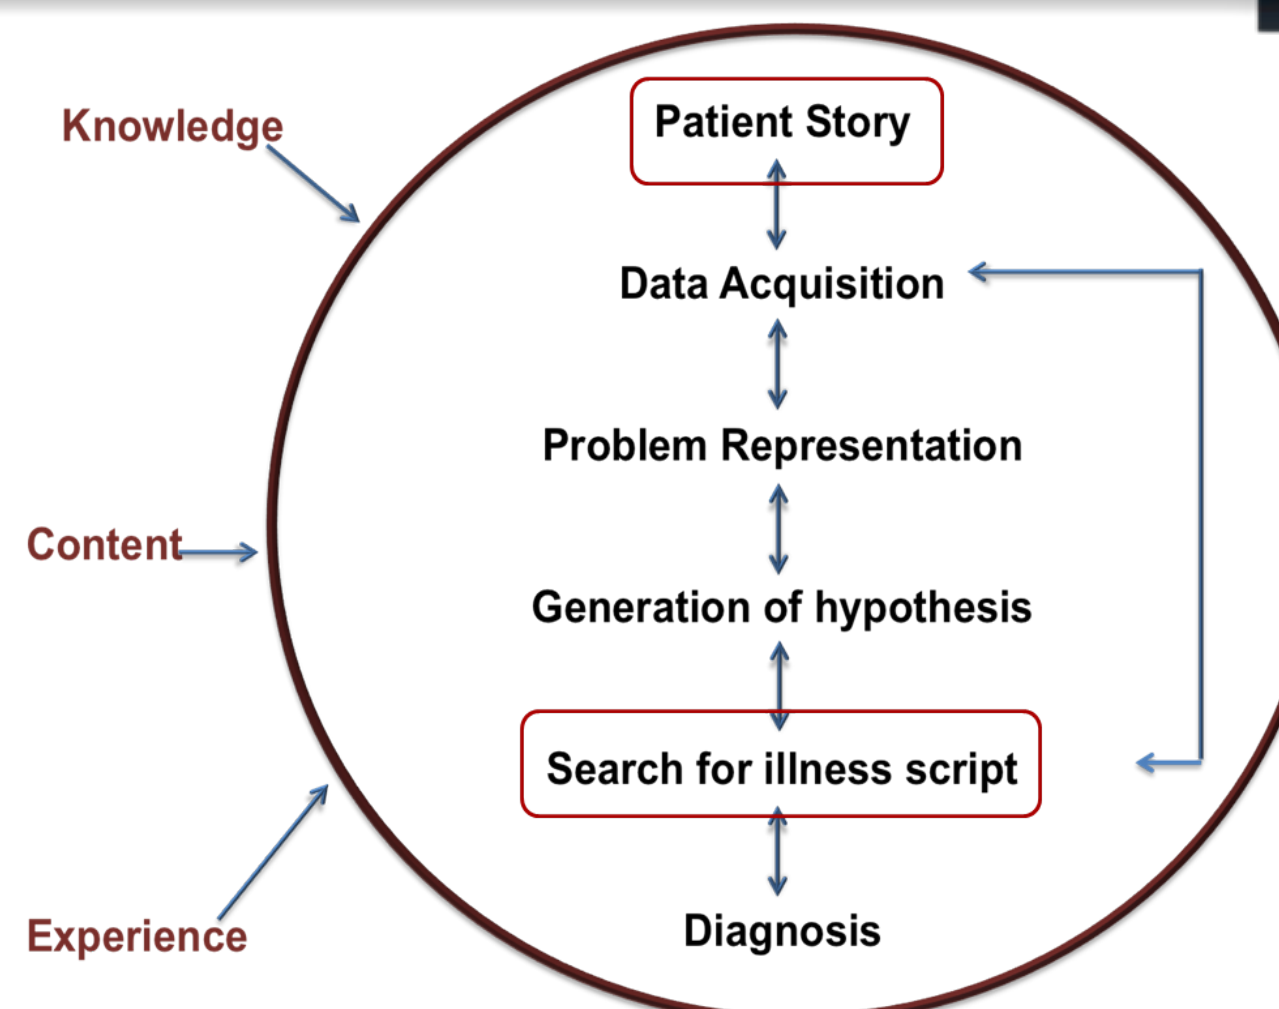 Knowledge
Patient Story
Data Acquisition
Problem Representation
Content
Generation of hypothesis
Search for illness script
Experience
Diagnosis